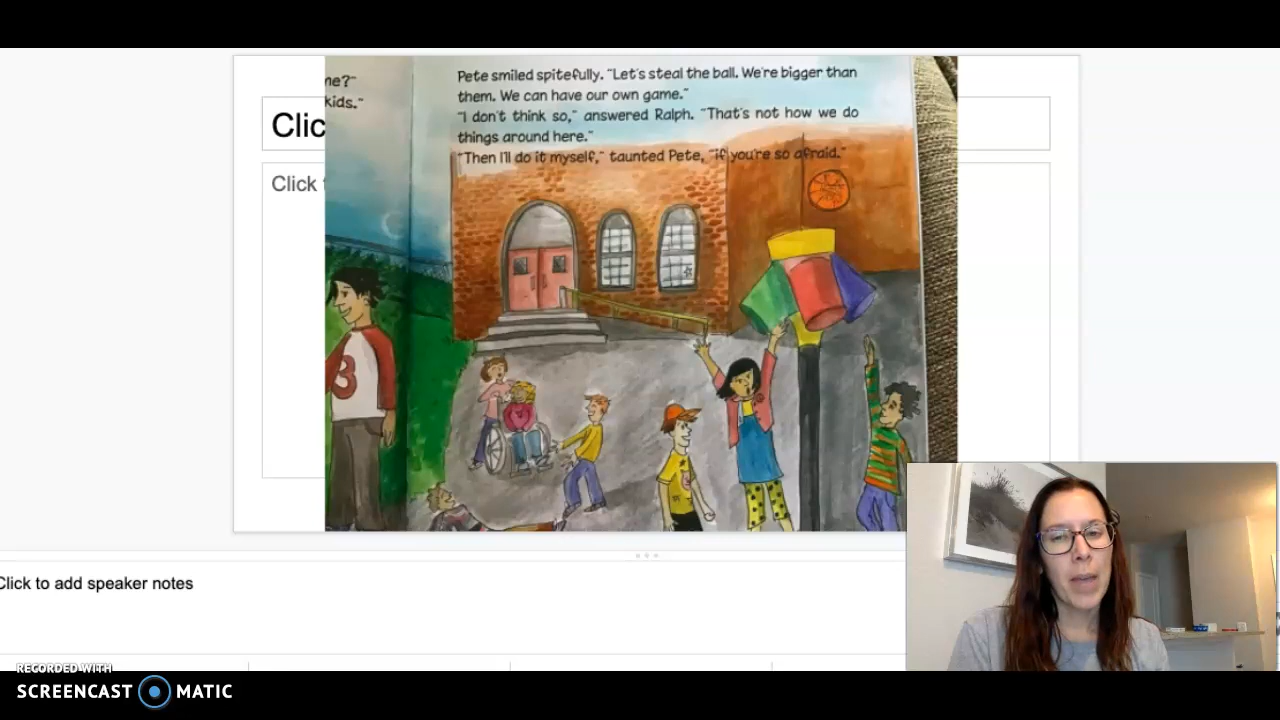 ne?"
kids."
Pete smiled spitefully. "Let's steal the ball. We're bigger than
them. We can have our own game."
"I don't think so," answered Ralph. "That's not how we do
things around here."
"Then I'll do it myself," taunted Pete, "if you're so afraid."
Clic
Click
3
Click to add speaker notes
RECORDED WITH
SCREENCAST MATIC